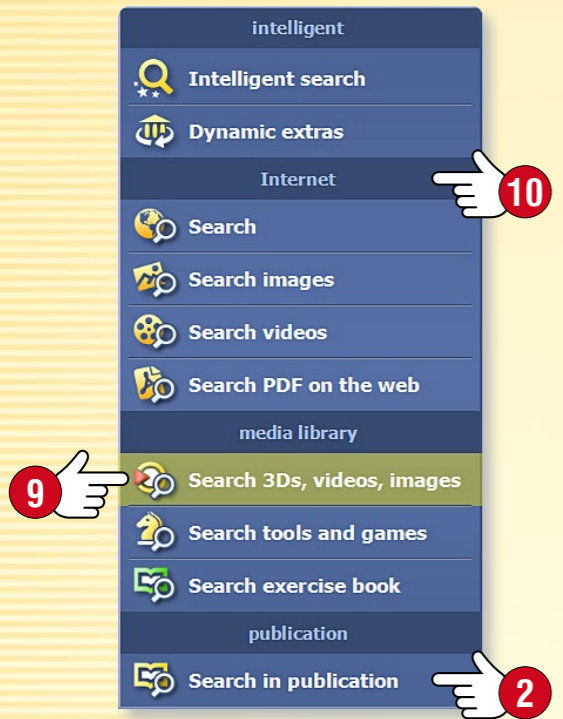 intelligent
Intelligent search
Dynamic extras
Internet
10
Search
Search images
Search videos
Search PDF on the web
media library
9
Search 3Ds, videos, images
Search tools and games
Search exercise book
publication
Search in publication
2